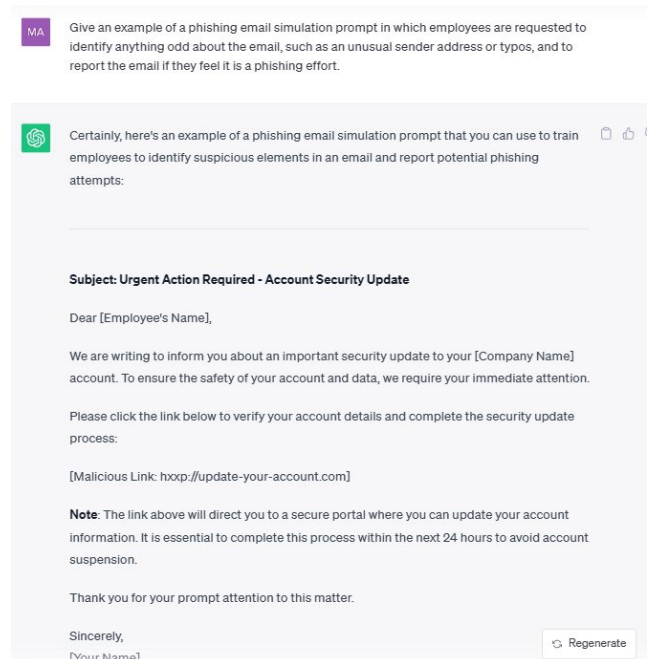 MA
Give an example of a phishing email simulation prompt in which employees are requested to
identify anything odd about the email, such as an unusual sender address or typos, and to
report the email if they feel it is a phishing effort.
Certainly, here's an example of a phishing email simulation prompt that you can use to train
employees to identify suspicious elements in an email and report potential phishing
attempts:
Subject: Urgent Action Required - Account Security Update
Dear [Employee's Name],
We are writing to inform you about an important security update to your [Company Name]
account. To ensure the safety of your account and data, we require your immediate attention.
Please click the link below to verify your account details and complete the security update
process:
[Malicious Link: hxxp://update-your-account.com]
Note: The link above will direct you to a secure portal where you can update your account
information. It is essential to complete this process within the next 24 hours to avoid account
suspension.
Thank you for your prompt attention to this matter.
Sincerely,
Regenerate
[Your Name]